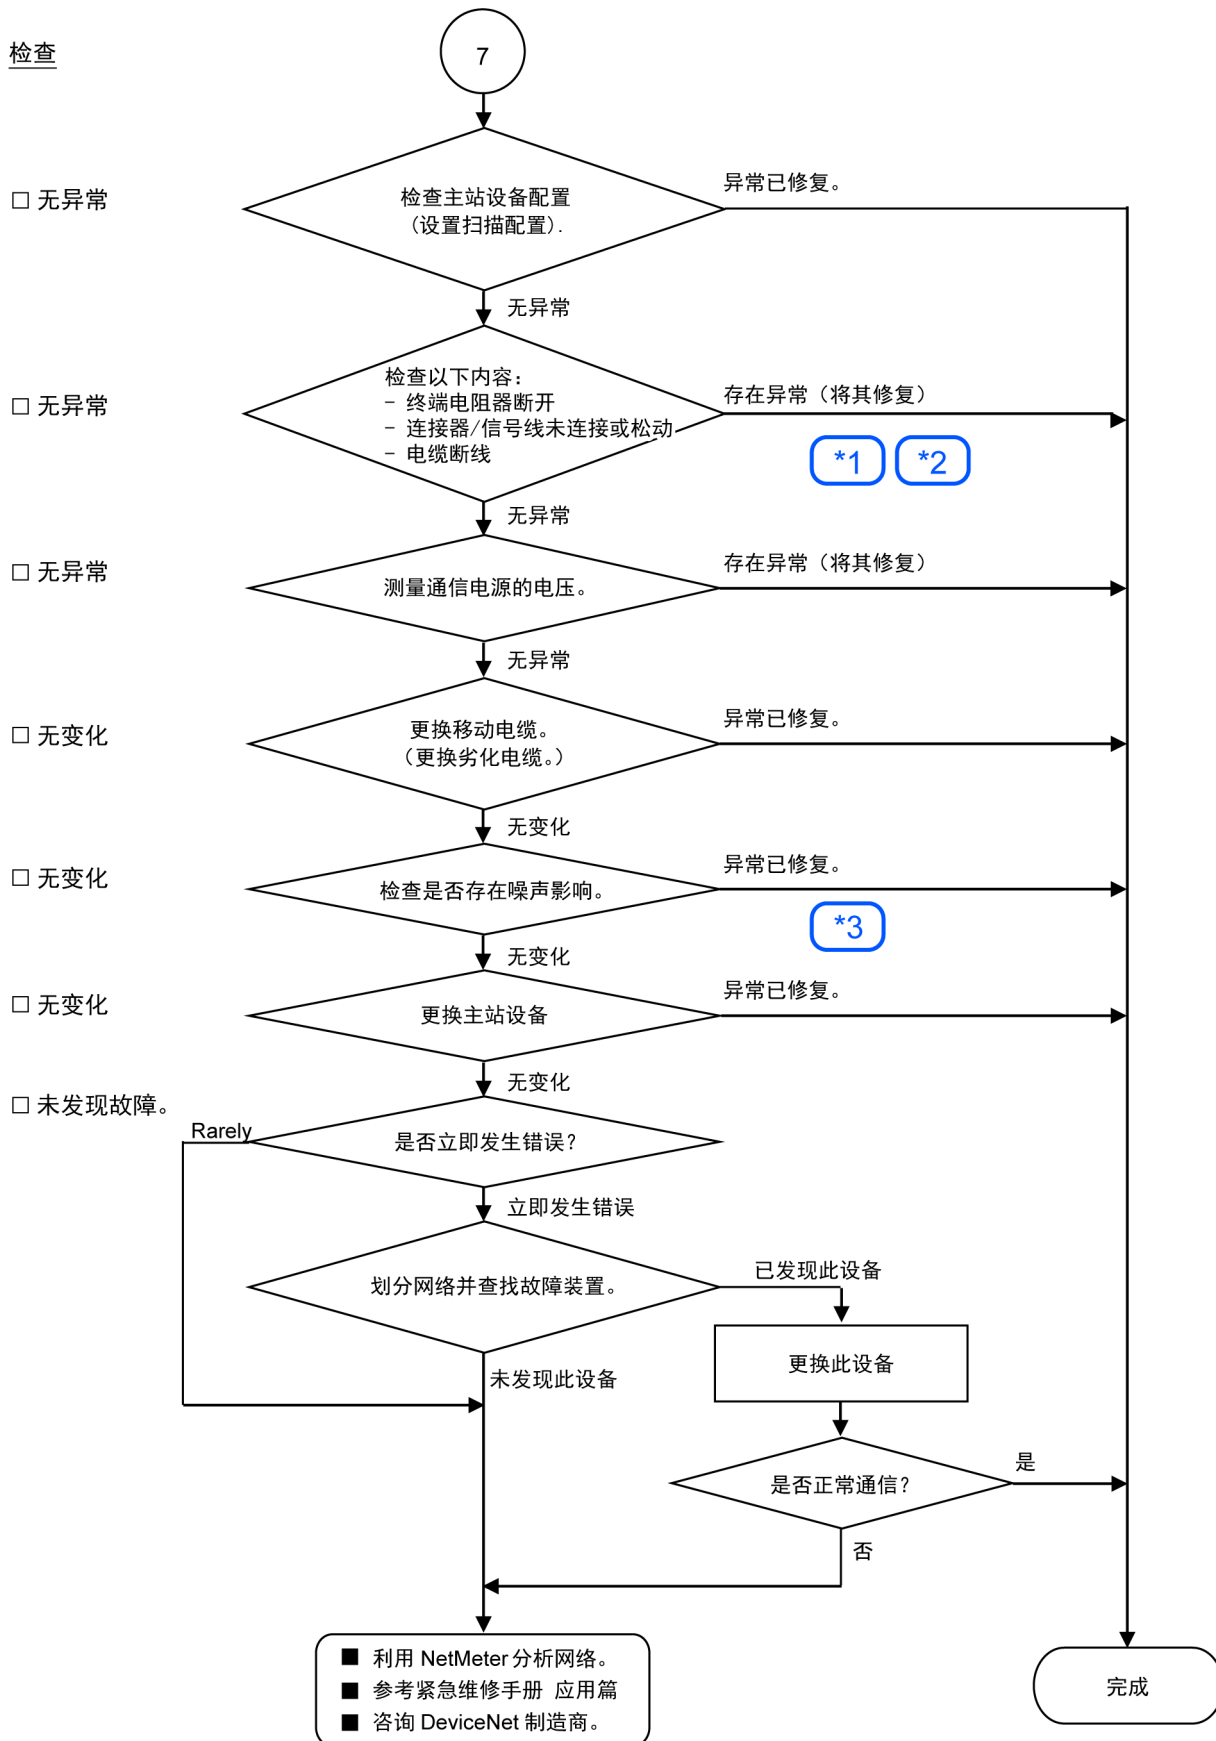 7
检查
□ 无异常
检查主站设备配置
（设置扫描配置）.
异常已修复。
无异常
□ 无异常
检查以下内容：
- 终端电阻器断开
- 连接器/信号线未连接或松动
- 电缆断线
存在异常（将其修复）
*1 *2
无异常
□ 无异常
测量通信电源的电压。
存在异常（将其修复）
无异常
□ 无变化
更换移动电缆。
（更换劣化电缆。）
异常已修复。
无变化
□ 无变化
检查是否存在噪声影响。
异常已修复。
*3
无变化
□ 无变化
更换主站设备
异常已修复。
无变化
□ 未发现故障。
Rarely
是否立即发生错误？
立即发生错误
划分网络并查找故障装置。
已发现此设备
更换此设备
未发现此设备
是否正常通信？
是
否
■ 利用 NetMeter 分析网络。
■ 参考紧急维修手册 应用篇
■ 咨询 DeviceNet 制造商。
完成